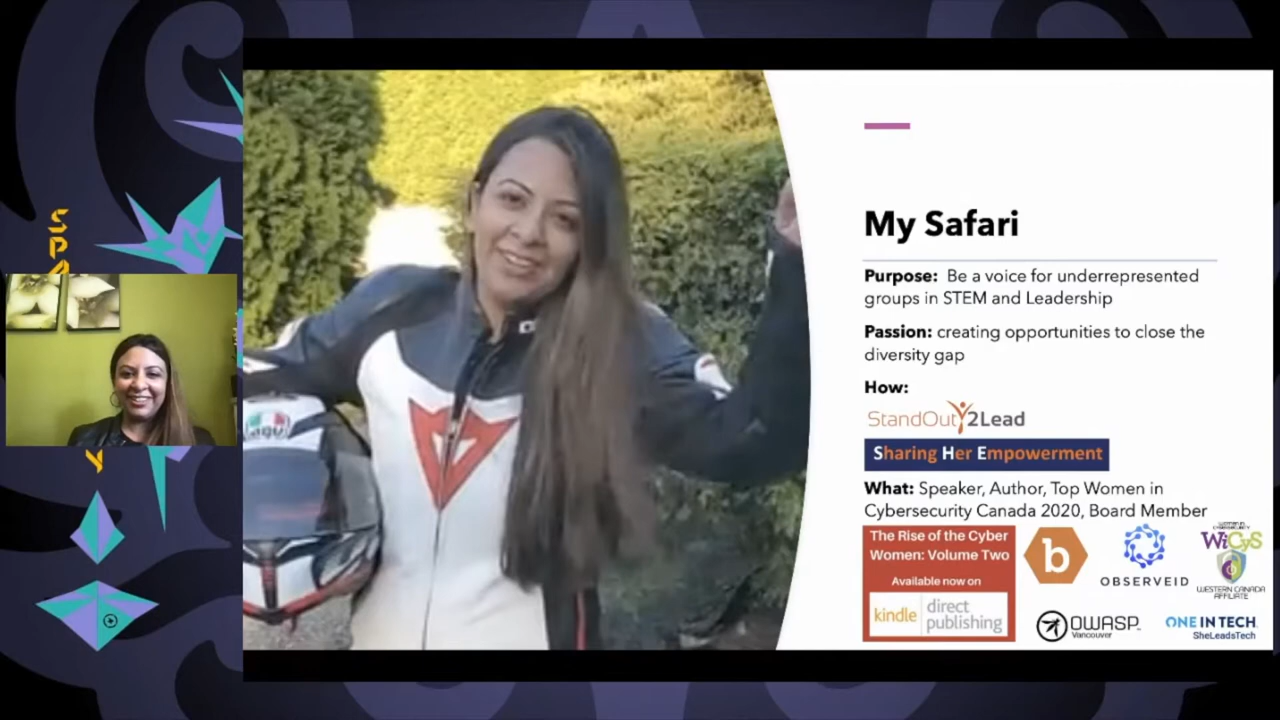 My Safari
Purpose: Be a voice for underrepresented
groups in STEM and Leadership
Passion: creating opportunities to close the
diversity gap
How:
StandOut2Lead
Sharing Her Empowerment
What: Speaker, Author, Top Women in
Cybersecurity Canada 2020, Board Member
The Rise of the Cyber
Women: Volume Two
Available now on
kindle direct
publishing
b
OBSERVEID
WOMEN IN
CYBERSECURITY
WiCyS
WESTERN CANADA
AFFILIATE
OWASP
Vancouver
ONE IN TECH
SheLeadsTech